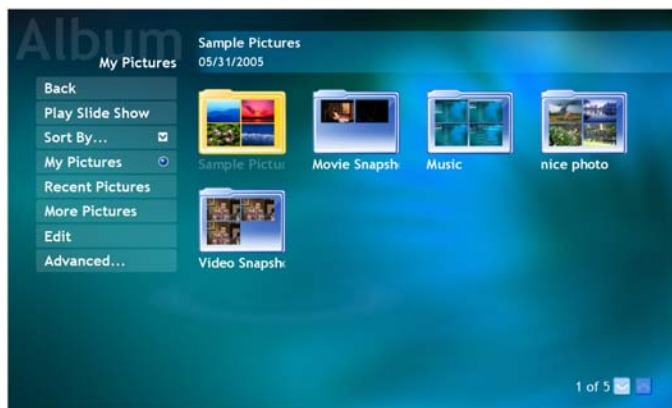 Album
My Pictures
Sample Pictures
05/31/2005
Back
Play Slide Show
Sort By...
My Pictures
Recent Pictures
More Pictures
Edit
Advanced...
Sample Pictu
Movie Snapsh
Music
nice photo
Video Snapsh
1 of 5